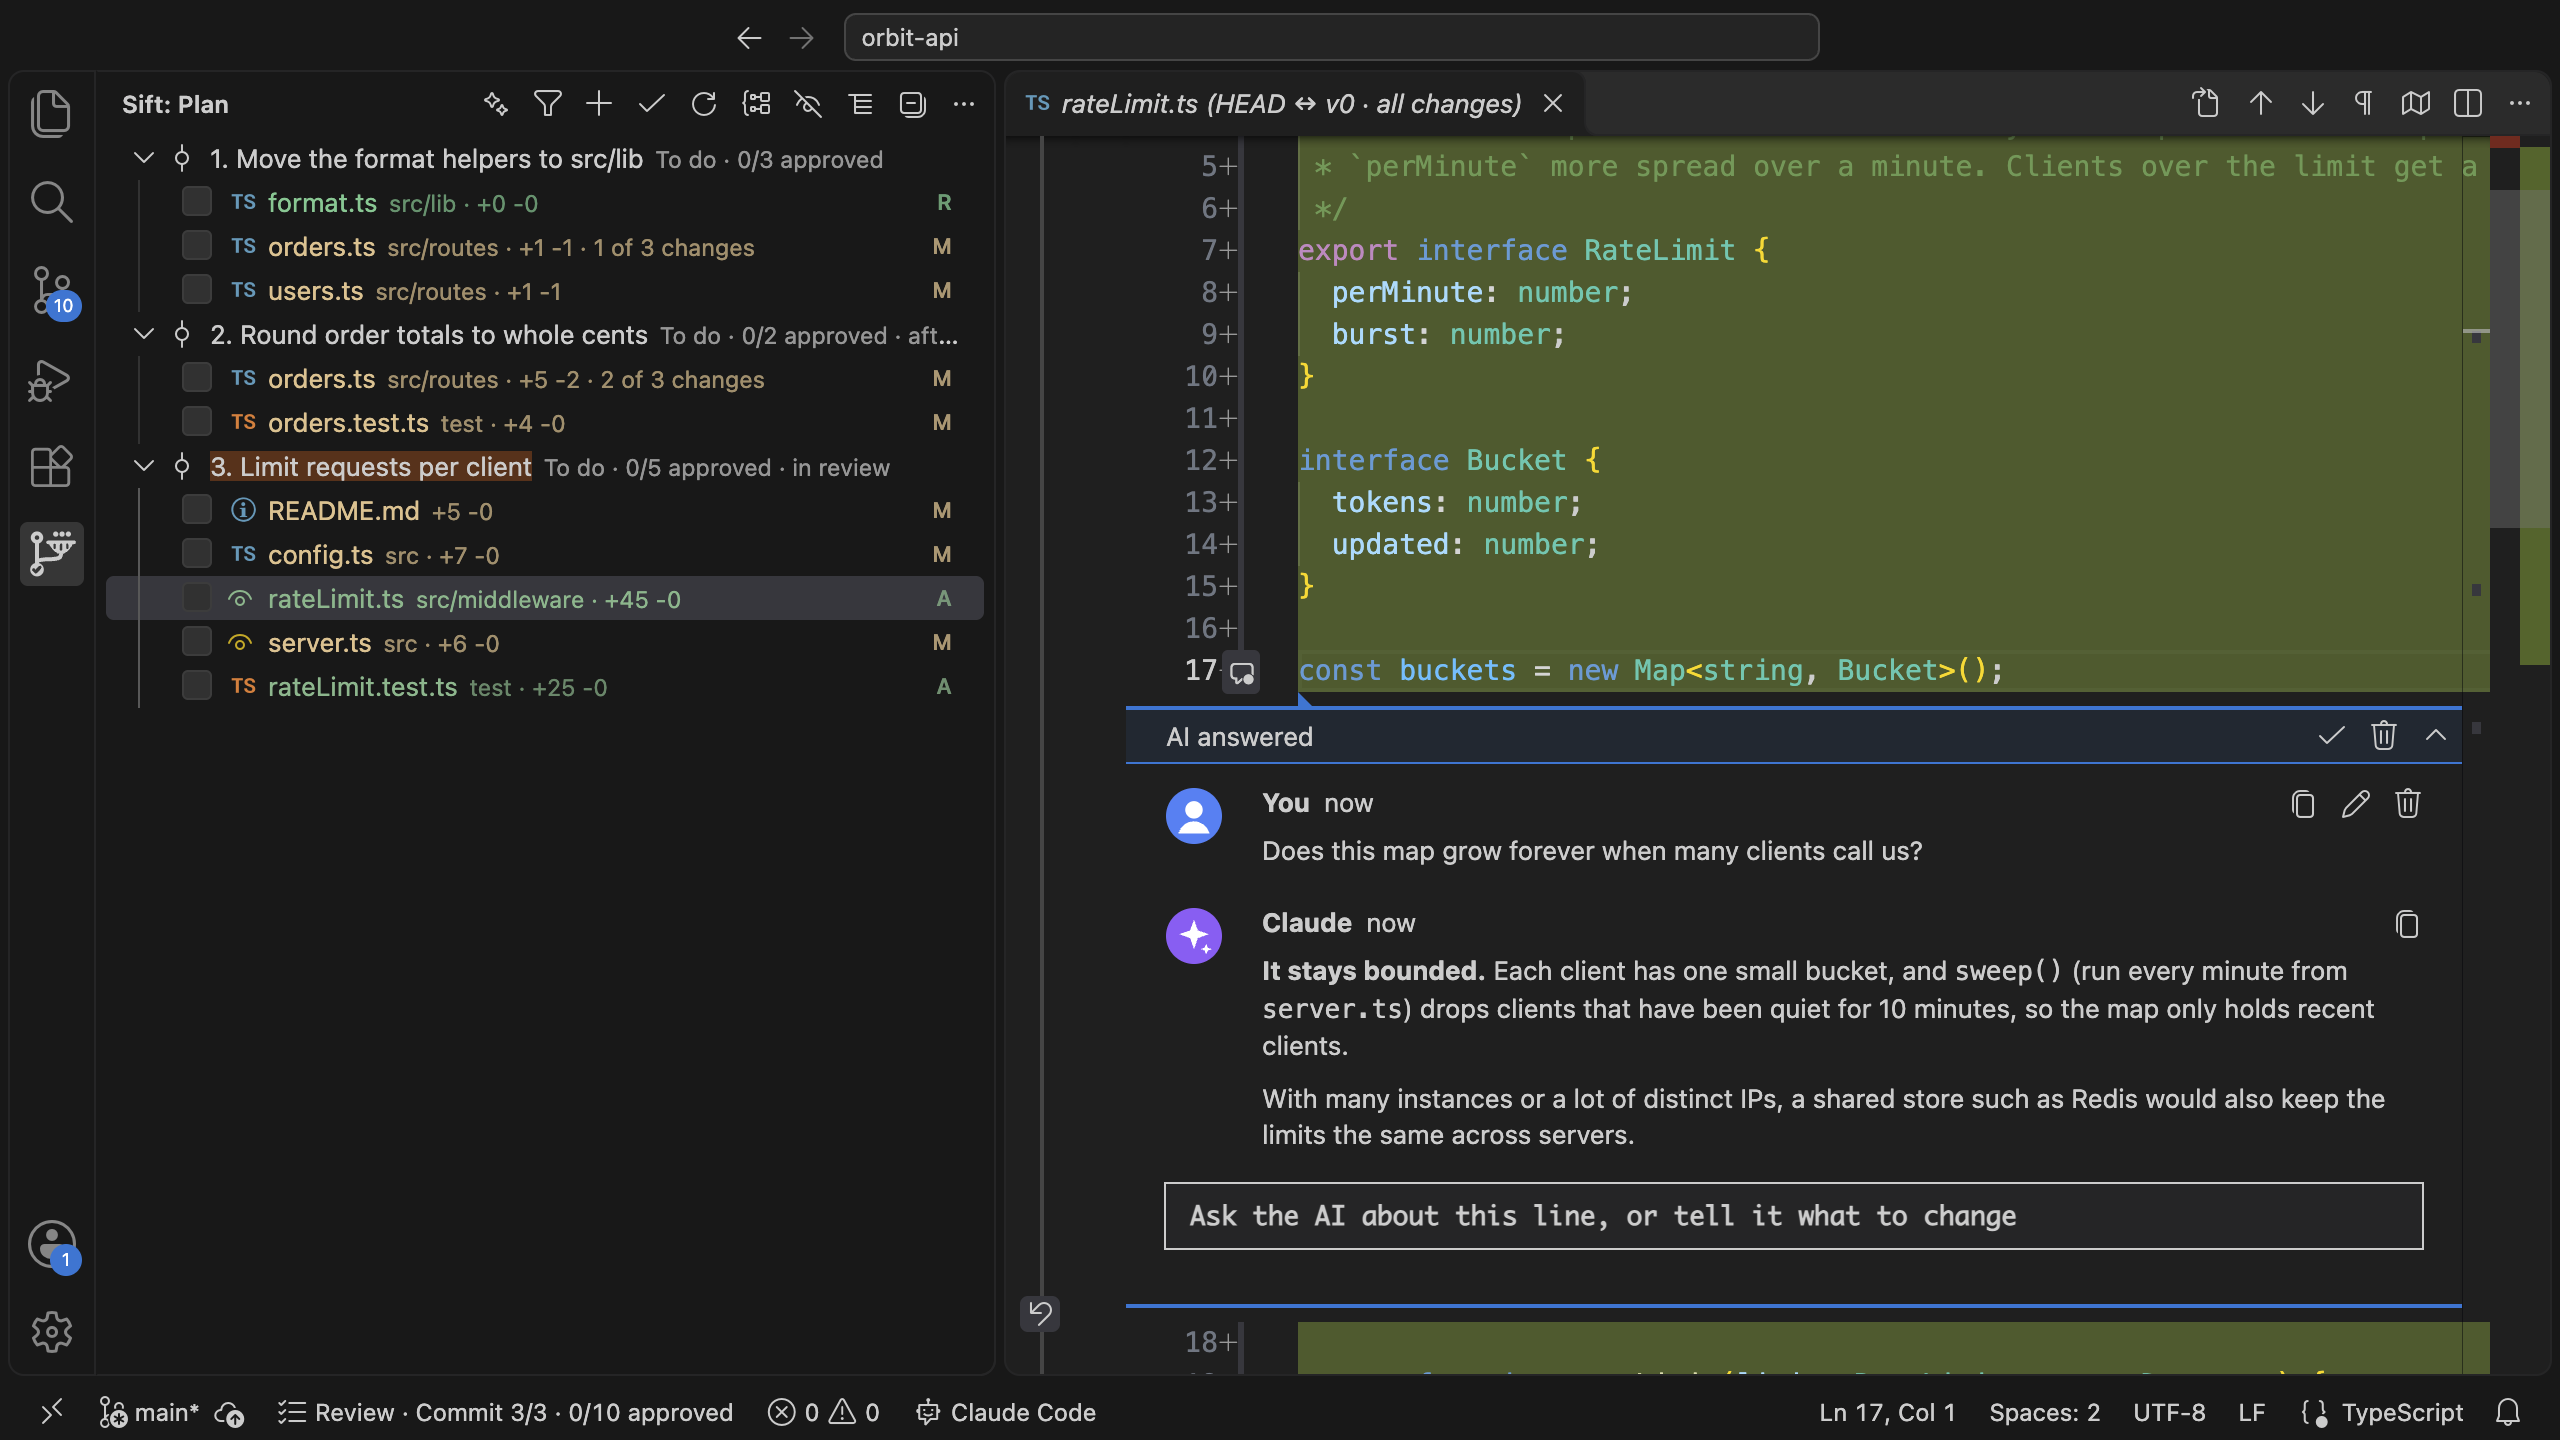 orbit-api
Sift: Plan
1. Move the format helpers to src/lib To do · 0/3 approved
TS format.ts src/lib · +0 -0 R
TS orders.ts src/routes · +1 -1 · 1 of 3 changes M
TS users.ts src/routes · +1 -1 M
2. Round order totals to whole cents To do · 0/2 approved · aft...
TS orders.ts src/routes · +5 -2 · 2 of 3 changes M
TS orders.test.ts test · +4 -0 M
3. Limit requests per client To do · 0/5 approved · in review
README.md +5 -0 M
TS config.ts src · +7 -0 M
rateLimit.ts src/middleware · +45 -0 A
server.ts src · +6 -0 M
TS rateLimit.test.ts test · +25 -0 A
10
1
TS rateLimit.ts (HEAD ↔ v0 · all changes)
5+ * `perMinute` more spread over a minute. Clients over the limit get a
6+ */
7+ export interface RateLimit {
8+ perMinute: number;
9+ burst: number;
10+ }
11+
12+ interface Bucket {
13+ tokens: number;
14+ updated: number;
15+ }
16+
17 const buckets = new Map<string, Bucket>();
AI answered
You now
Does this map grow forever when many clients call us?
Claude now
It stays bounded. Each client has one small bucket, and sweep() (run every minute from
server.ts) drops clients that have been quiet for 10 minutes, so the map only holds recent
clients.
With many instances or a lot of distinct IPs, a shared store such as Redis would also keep the
limits the same across servers.
Ask the AI about this line, or tell it what to change
18+
main* Review · Commit 3/3 · 0/10 approved 0 0 Claude Code Ln 17, Col 1 Spaces: 2 UTF-8 LF TypeScript